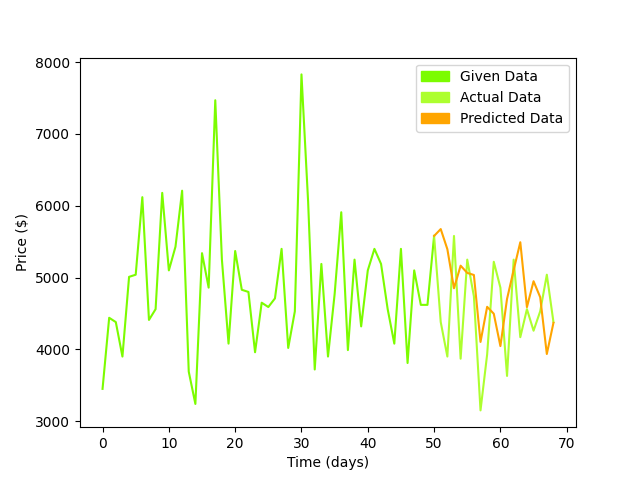 8000
7000
6000
5000
4000
3000
Price ($)
0 10 20 30 40 50 60 70
Time (days)
Given Data
Actual Data
Predicted Data